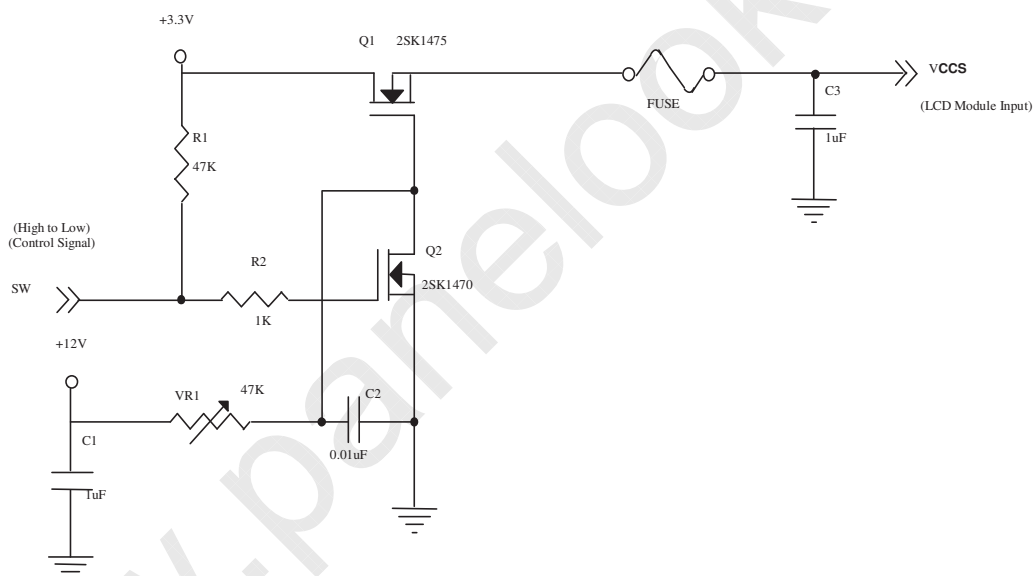 +3.3V
Q1 2SK1475
VCCS
FUSE
C3
(LCD Module Input)
R1
1uF
47K
(High to Low)
(Control Signal)
R2
Q2
SW
2SK1470
1K
+12V
VR1
47K
C2
C1
0.01uF
1uF
.panelook